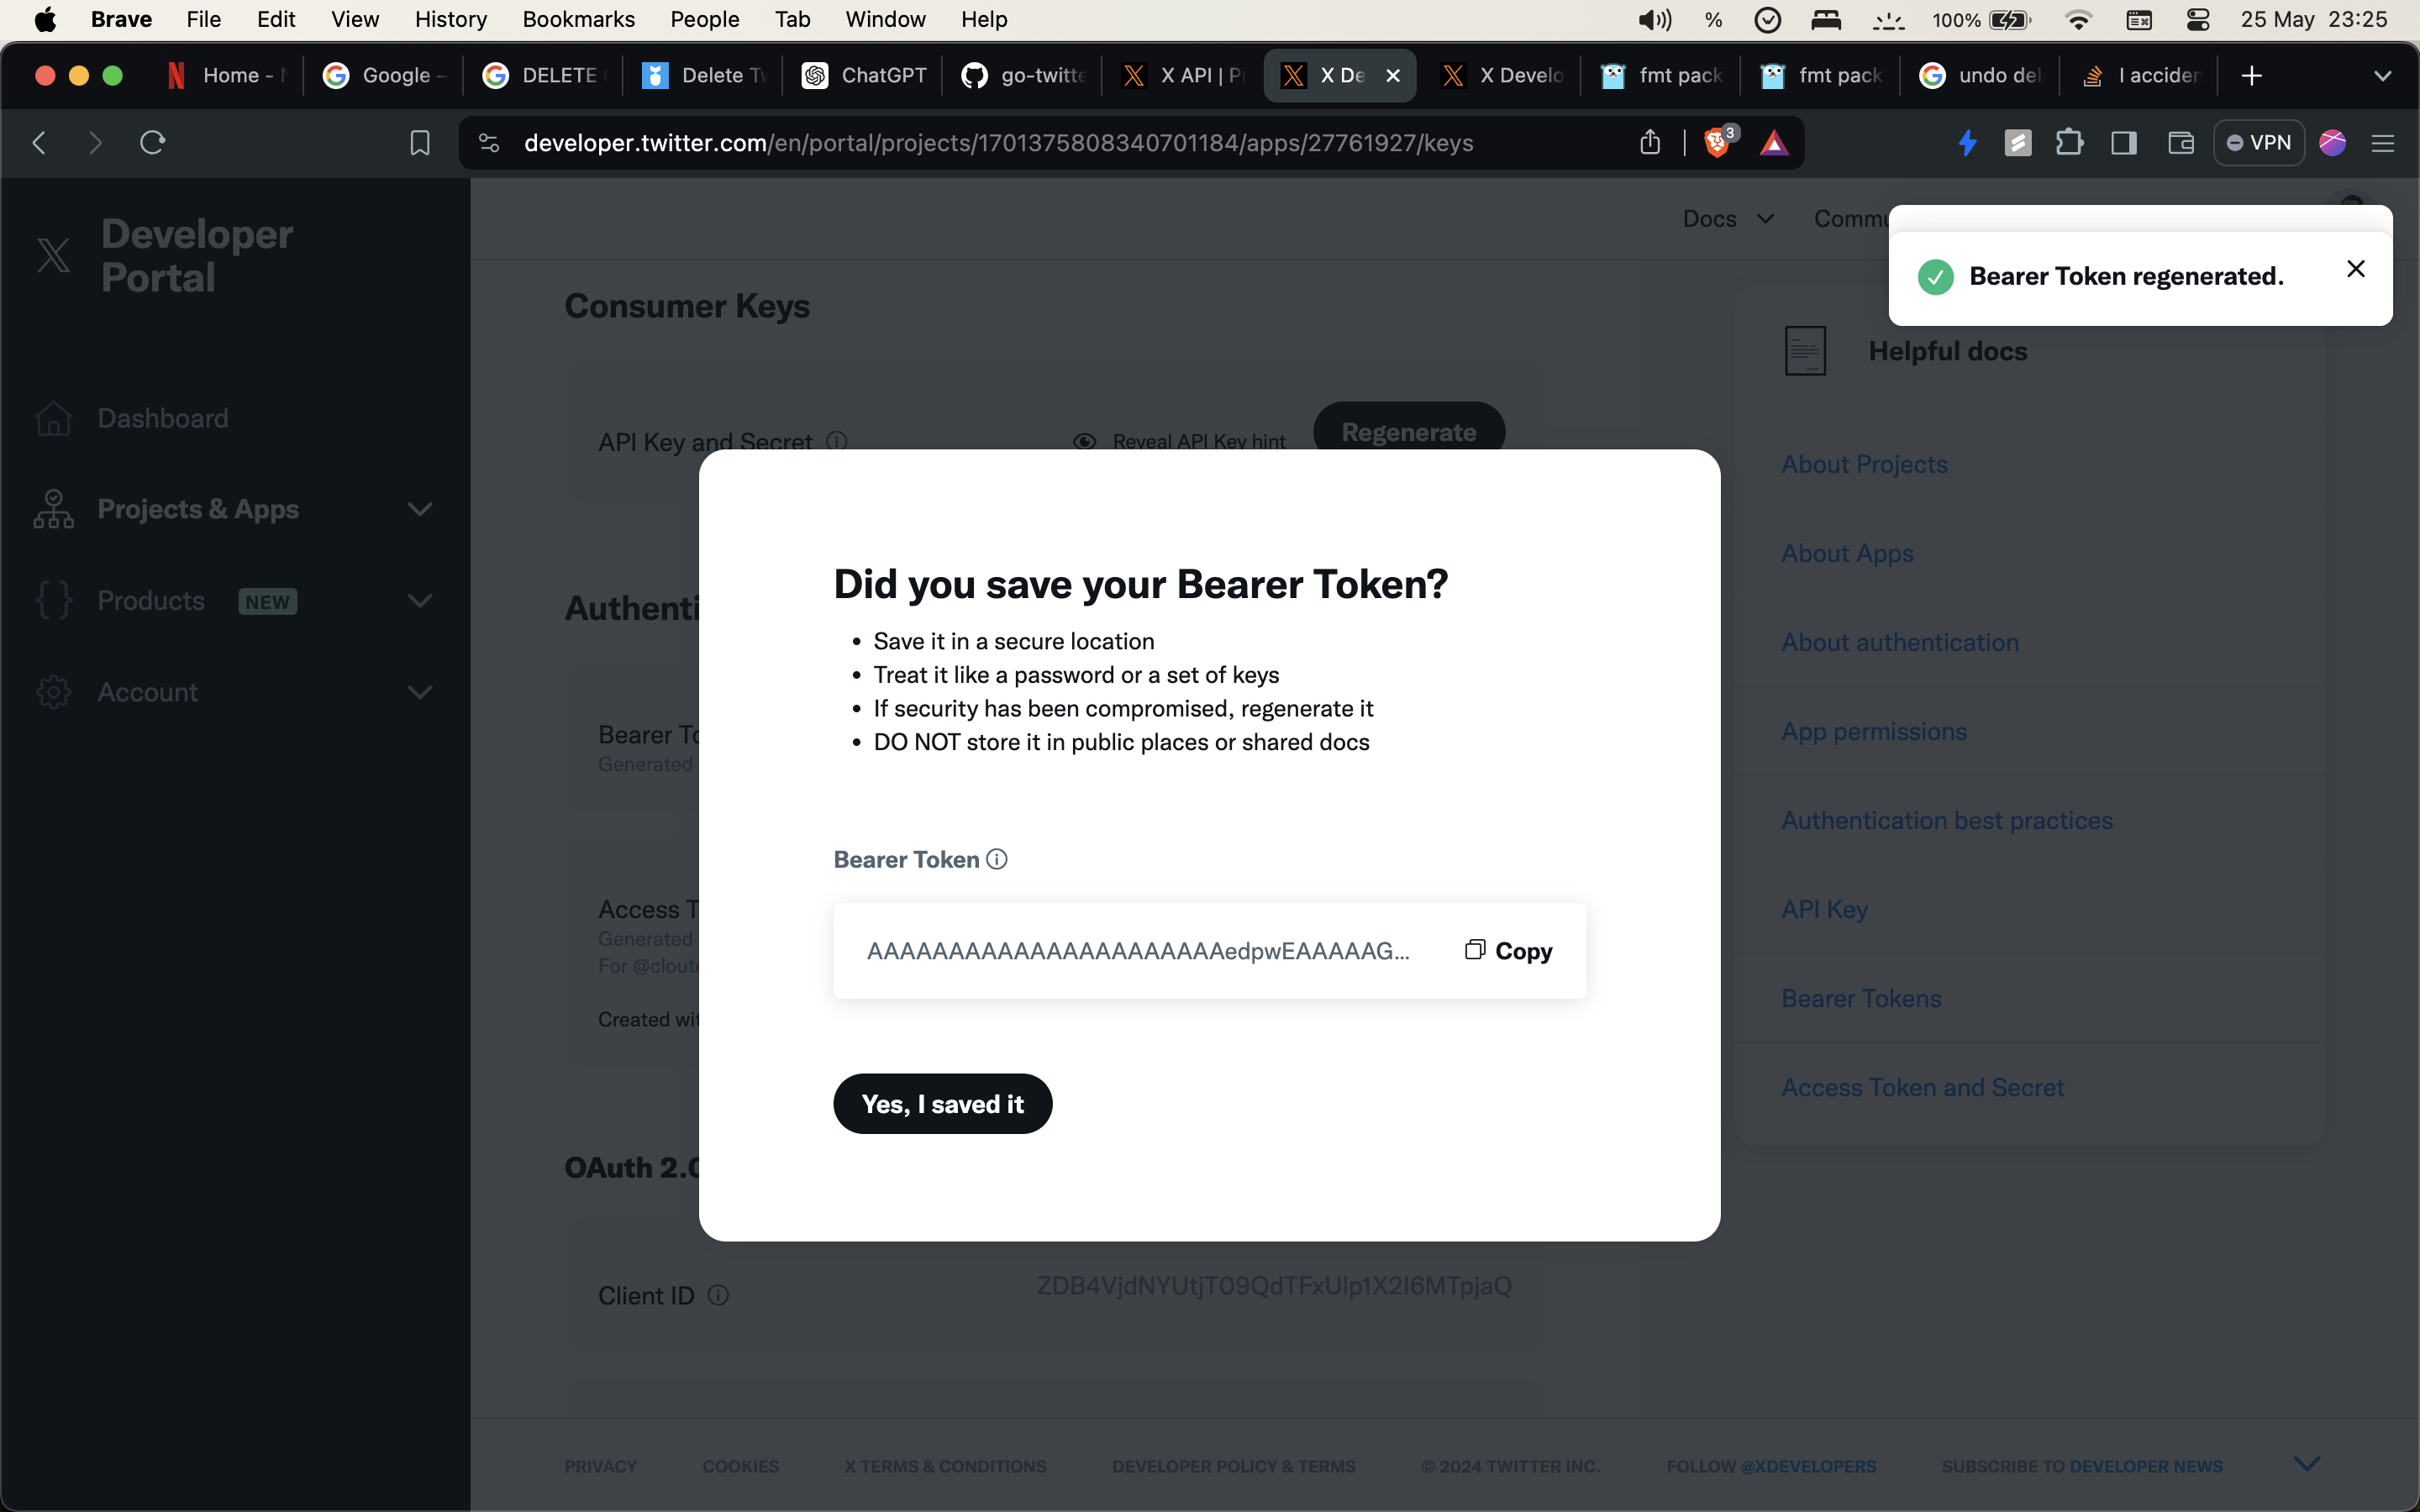 Brave File Edit View History Bookmarks People Tab Window Help % 100% 25 May 23:25
Home - Google - DELETE Delete Tw ChatGPT go-twitte X API | P X De X Develo fmt pack fmt pack undo del I acciden
developer.twitter.com/en/portal/projects/1701375808340701184/apps/27761927/keys 3 VPN
Developer
Portal
Dashboard
Projects & Apps
Products NEW
Account
Docs Commu
Bearer Token regenerated.
Consumer Keys
API Key and Secret Reveal API Key hint Regenerate
Authenti
Bearer To
Generated
Access T
Generated
For @cloute
Created wit
OAuth 2.0
Client ID ZDB4VjdNYUtjT09QdTFxUlp1X2l6MTpjaQ
Did you save your Bearer Token?
• Save it in a secure location
• Treat it like a password or a set of keys
• If security has been compromised, regenerate it
• DO NOT store it in public places or shared docs
Bearer Token
AAAAAAAAAAAAAAAAAAAAAAedpwEAAAAAG... Copy
Yes, I saved it
Helpful docs
About Projects
About Apps
About authentication
App permissions
Authentication best practices
API Key
Bearer Tokens
Access Token and Secret
PRIVACY COOKIES X TERMS & CONDITIONS DEVELOPER POLICY & TERMS © 2024 TWITTER INC. FOLLOW @XDEVELOPERS SUBSCRIBE TO DEVELOPER NEWS